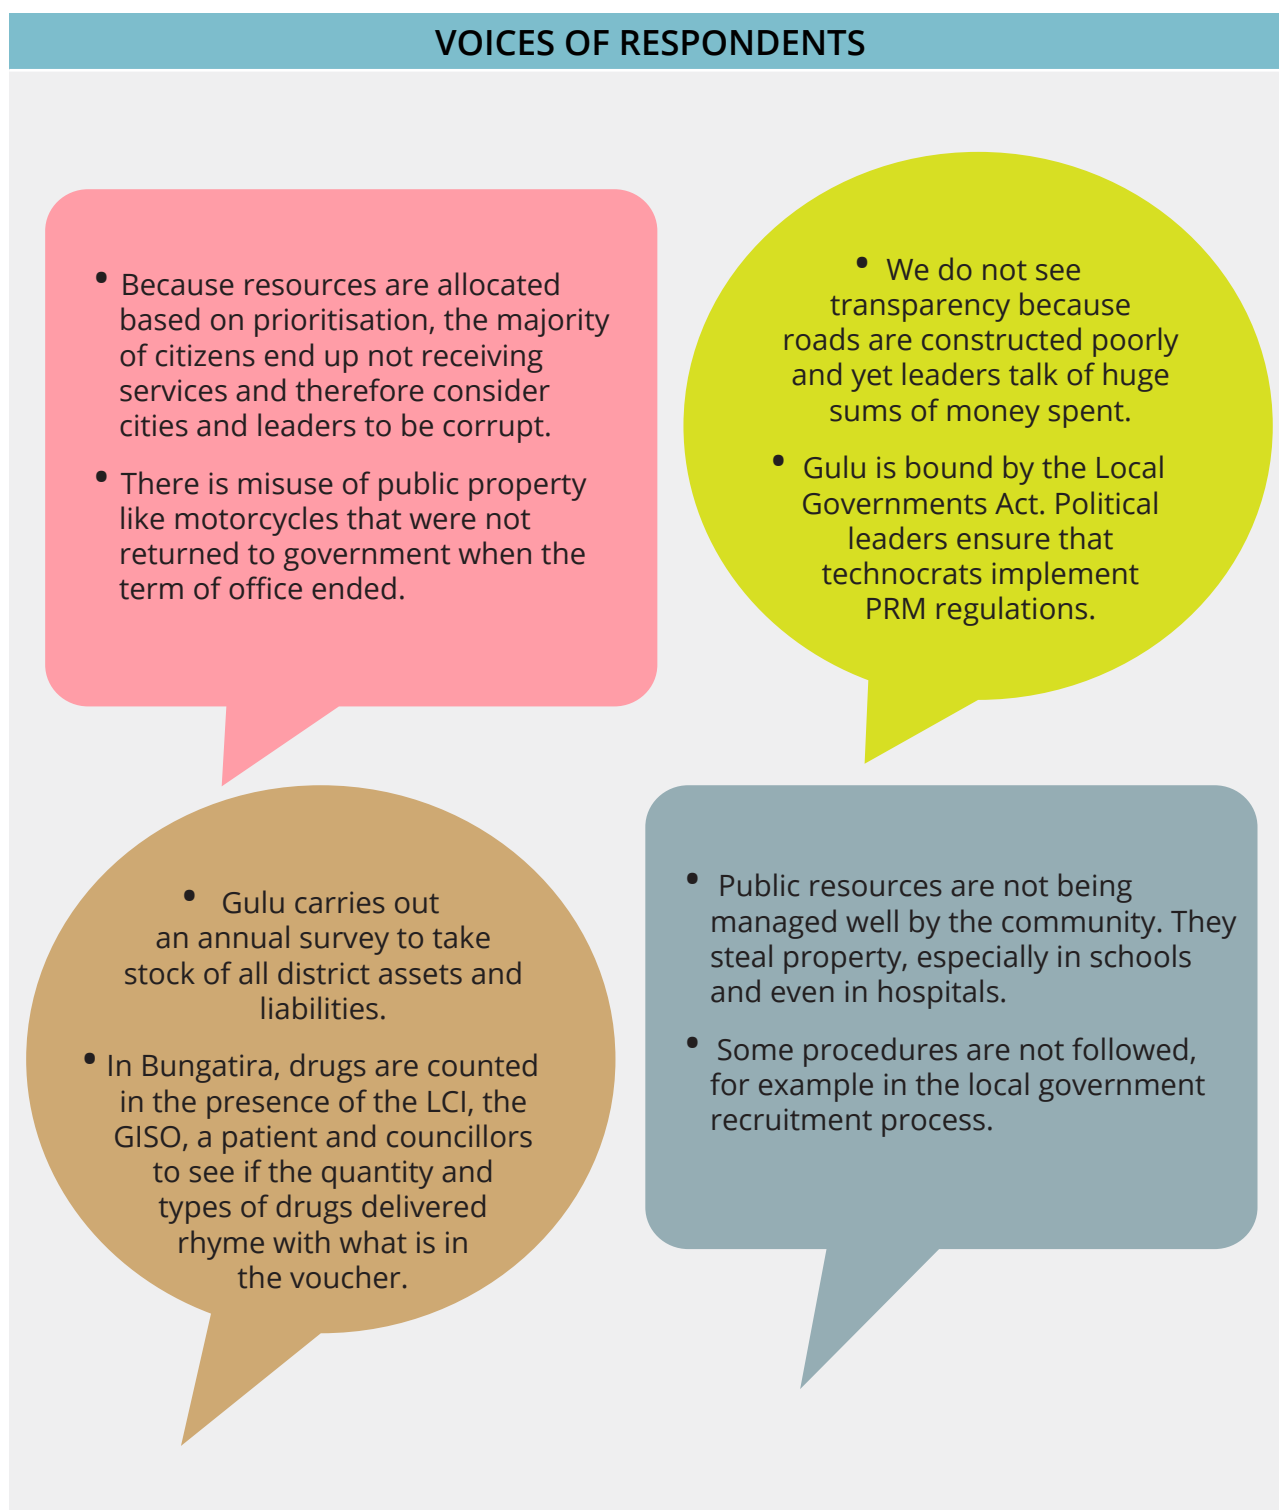 VOICES OF RESPONDENTS
• Because resources are allocated
based on prioritisation, the majority
of citizens end up not receiving
services and therefore consider
cities and leaders to be corrupt.
• There is misuse of public property
like motorcycles that were not
returned to government when the
term of office ended.
• We do not see
transparency because
roads are constructed poorly
and yet leaders talk of huge
sums of money spent.
• Gulu is bound by the Local
Governments Act. Political
leaders ensure that
technocrats implement
PRM regulations.
• Gulu carries out
an annual survey to take
stock of all district assets and
liabilities.
• In Bungatira, drugs are counted
in the presence of the LCI, the
GISO, a patient and councillors
to see if the quantity and
types of drugs delivered
rhyme with what is in
the voucher.
• Public resources are not being
managed well by the community. They
steal property, especially in schools
and even in hospitals.
• Some procedures are not followed,
for example in the local government
recruitment process.